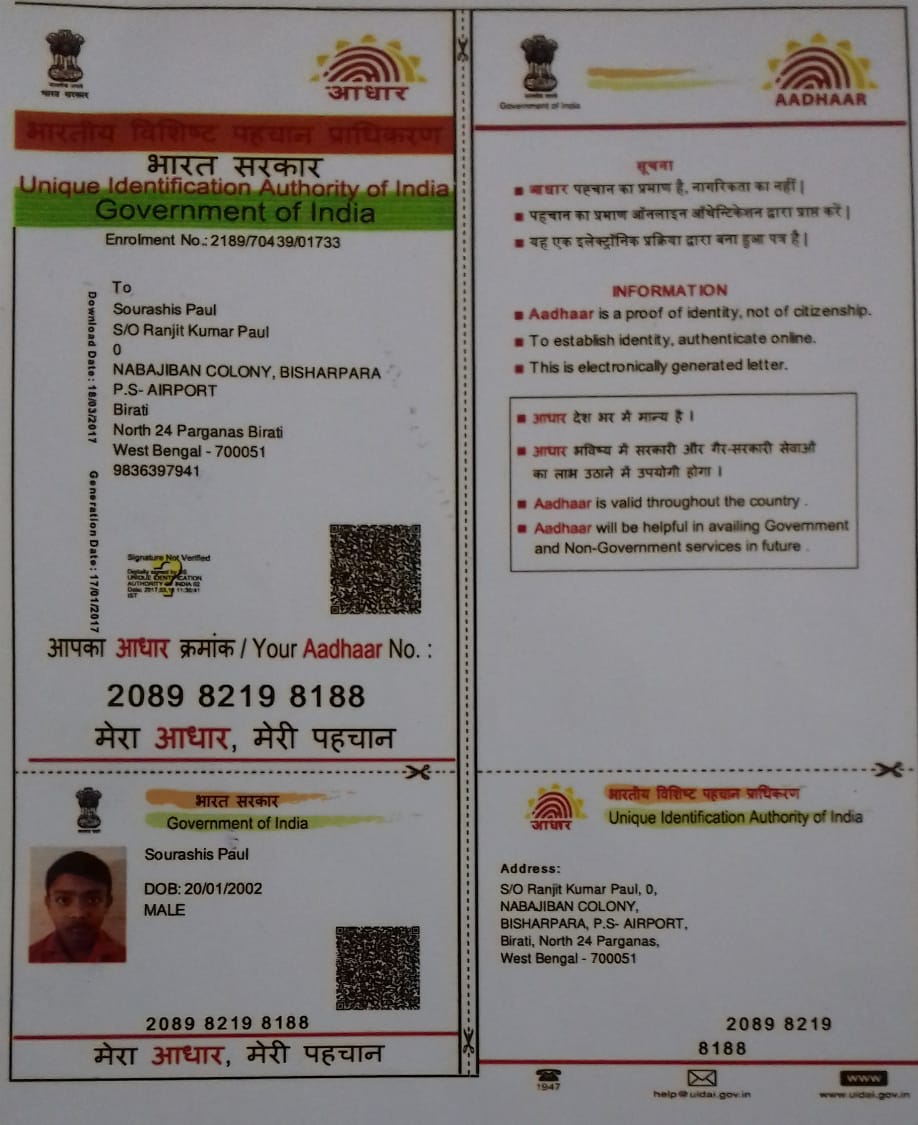 भारत सरकार
आधार
भारतीय विशिष्ट पहचान प्राधिकरण
भारत सरकार
Unique Identification Authority of India
Government of India
Enrolment No.: 2189/70439/01733
Download Date: 18/03/2017
Generation Date: 17/01/2017
To
Sourashis Paul
S/O Ranjit Kumar Paul
0
NABAJIBAN COLONY, BISHARPARA
P.S- AIRPORT
Birati
North 24 Parganas Birati
West Bengal - 700051
9836397941
Signature Not Verified
Digitally signed by
UNIQUE IDENTIFICATION
AUTHORITY OF INDIA 02
Date: 2017.03.18 11:30:41
IST
आपका आधार क्रमांक / Your Aadhaar No. :
2089 8219 8188
मेरा आधार, मेरी पहचान
भारत सरकार
Government of India
Sourashis Paul
DOB: 20/01/2002
MALE
2089 8219 8188
मेरा आधार, मेरी पहचान
Government of India
AADHAAR
सूचना
आधार पहचान का प्रमाण है, नागरिकता का नहीं |
पहचान का प्रमाण ऑनलाइन ऑथेन्टिकेशन द्वारा प्राप्त करें |
यह एक इलेक्ट्रॉनिक प्रक्रिया द्वारा बना हुआ पत्र है |
INFORMATION
Aadhaar is a proof of identity, not of citizenship.
To establish identity, authenticate online.
This is electronically generated letter.
आधार देश भर में मान्य है ।
आधार भविष्य में सरकारी और गैर-सरकारी सेवाओं
का लाभ उठाने में उपयोगी होगा ।
Aadhaar is valid throughout the country .
Aadhaar will be helpful in availing Government
and Non-Government services in future .
आधार
भारतीय विशिष्ट पहचान प्राधिकरण
Unique Identification Authority of India
Address:
S/O Ranjit Kumar Paul, 0,
NABAJIBAN COLONY,
BISHARPARA, P.S- AIRPORT,
Birati, North 24 Parganas,
West Bengal - 700051
2089 8219
8188
1947
help@uidai.gov.in
WWW
www.uidai.gov.in